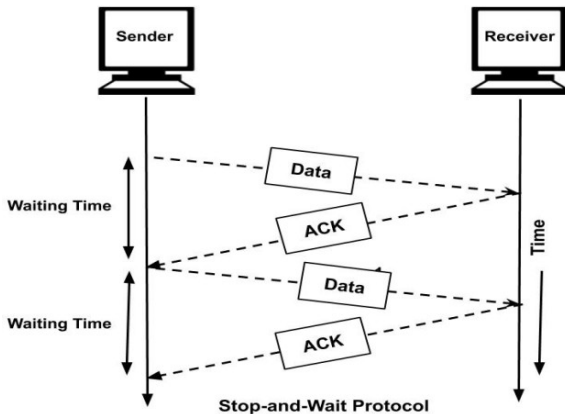 Sender
Receiver
Data
Waiting Time
ACK
Time
Data
Waiting Time
ACK
Stop-and-Wait Protocol